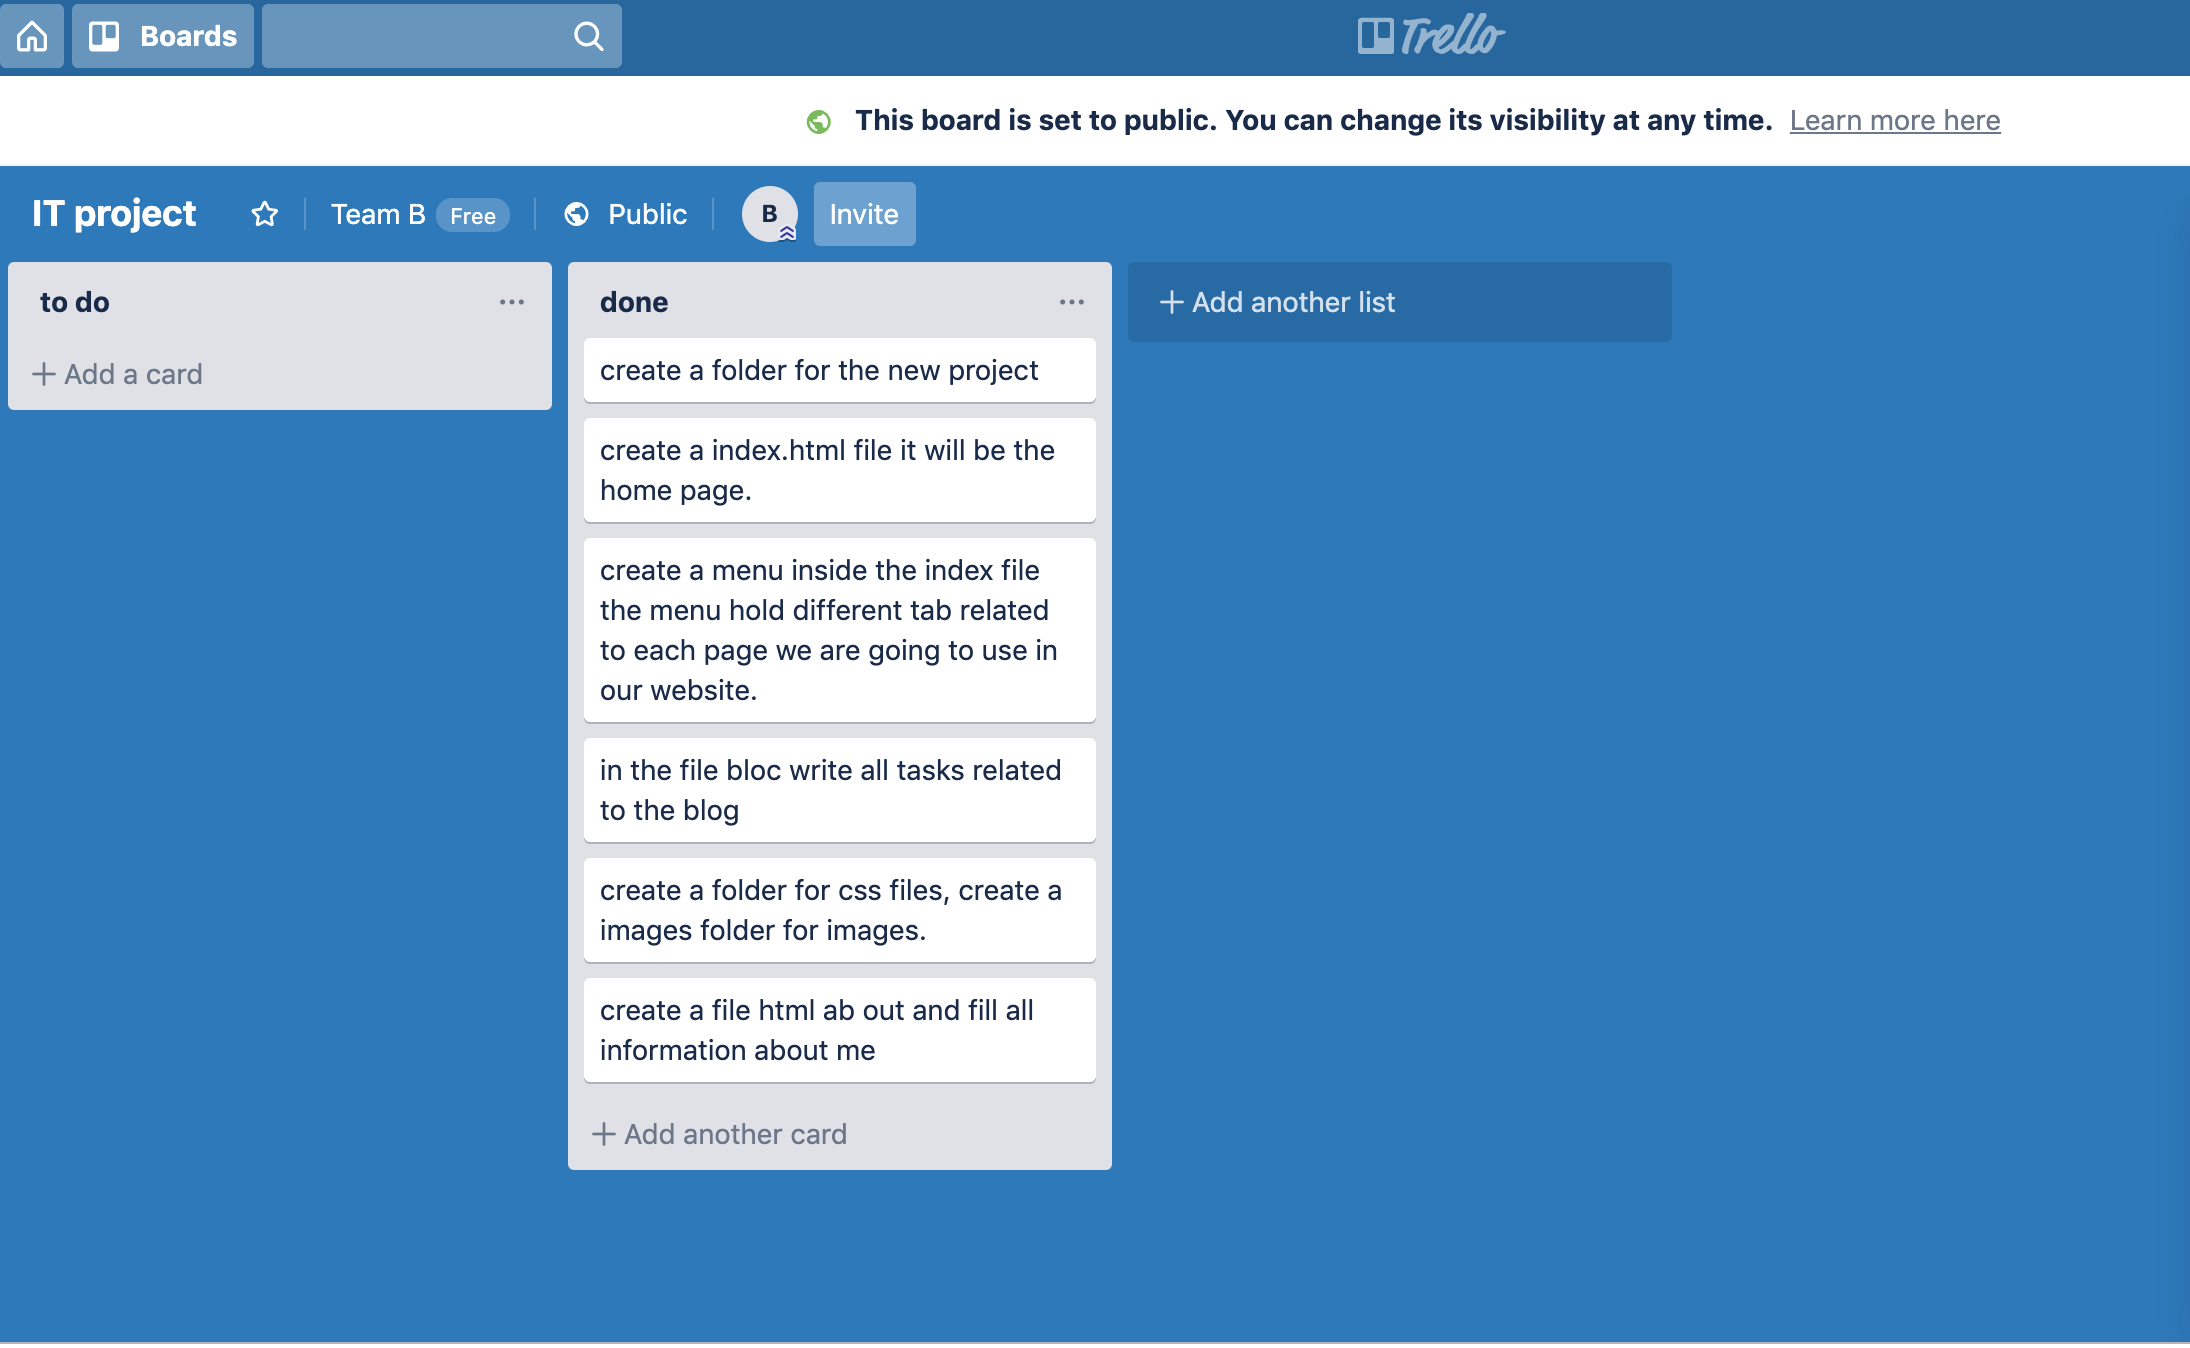 Boards
Trello
This board is set to public. You can change its visibility at any time. Learn more here
IT project
Team B Free
Public
B
Invite
to do
Add a card
done
create a folder for the new project
create a index.html file it will be the
home page.
create a menu inside the index file
the menu hold different tab related
to each page we are going to use in
our website.
in the file bloc write all tasks related
to the blog
create a folder for css files, create a
images folder for images.
create a file html ab out and fill all
information about me
Add another card
Add another list